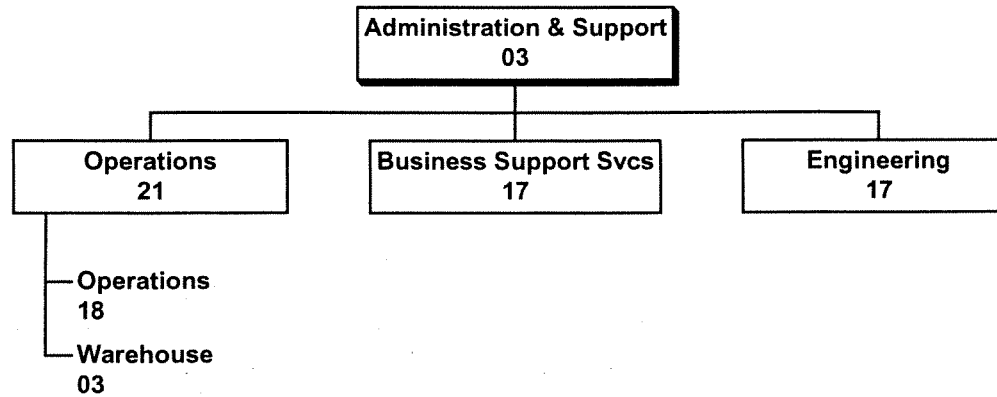 Administration & Support
03
Operations
21
Business Support Svcs
17
Engineering
17
Operations
18
Warehouse
03